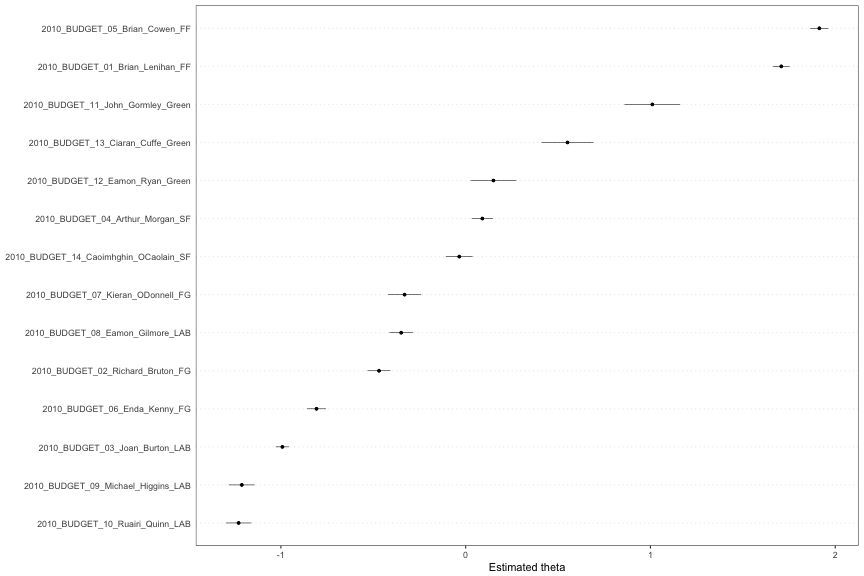 2010_BUDGET_05_Brian_Cowen_FF
2010_BUDGET_01_Brian_Lenihan_FF
2010_BUDGET_11_John_Gormley_Green
2010_BUDGET_13_Ciaran_Cuffe_Green
2010_BUDGET_12_Eamon_Ryan_Green
2010_BUDGET_04_Arthur_Morgan_SF
2010_BUDGET_14_Caoimhghin_OCaolain_SF
2010_BUDGET_07_Kieran_ODonnell_FG
2010_BUDGET_08_Eamon_Gilmore_LAB
2010_BUDGET_02_Richard_Bruton_FG
2010_BUDGET_06_Enda_Kenny_FG
2010_BUDGET_03_Joan_Burton_LAB
2010_BUDGET_09_Michael_Higgins_LAB
2010_BUDGET_10_Ruairi_Quinn_LAB
-1 0 1 2
Estimated theta